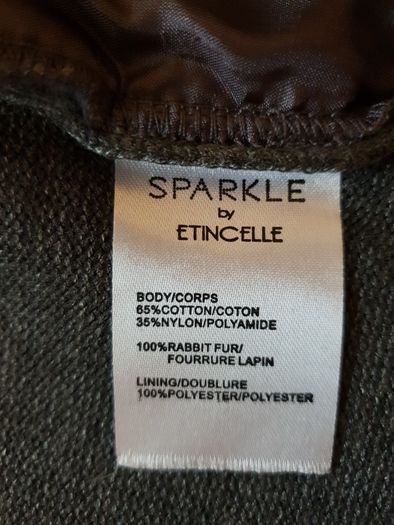 SPARKLE
by
ETINCELLE
BODY/CORPS
65%COTTON/COTON
35%NYLON/POLYAMIDE
100%RABBIT FUR/
FOURRURE LAPIN
LINING/DOUBLURE
100%POLYESTER/POLYESTER